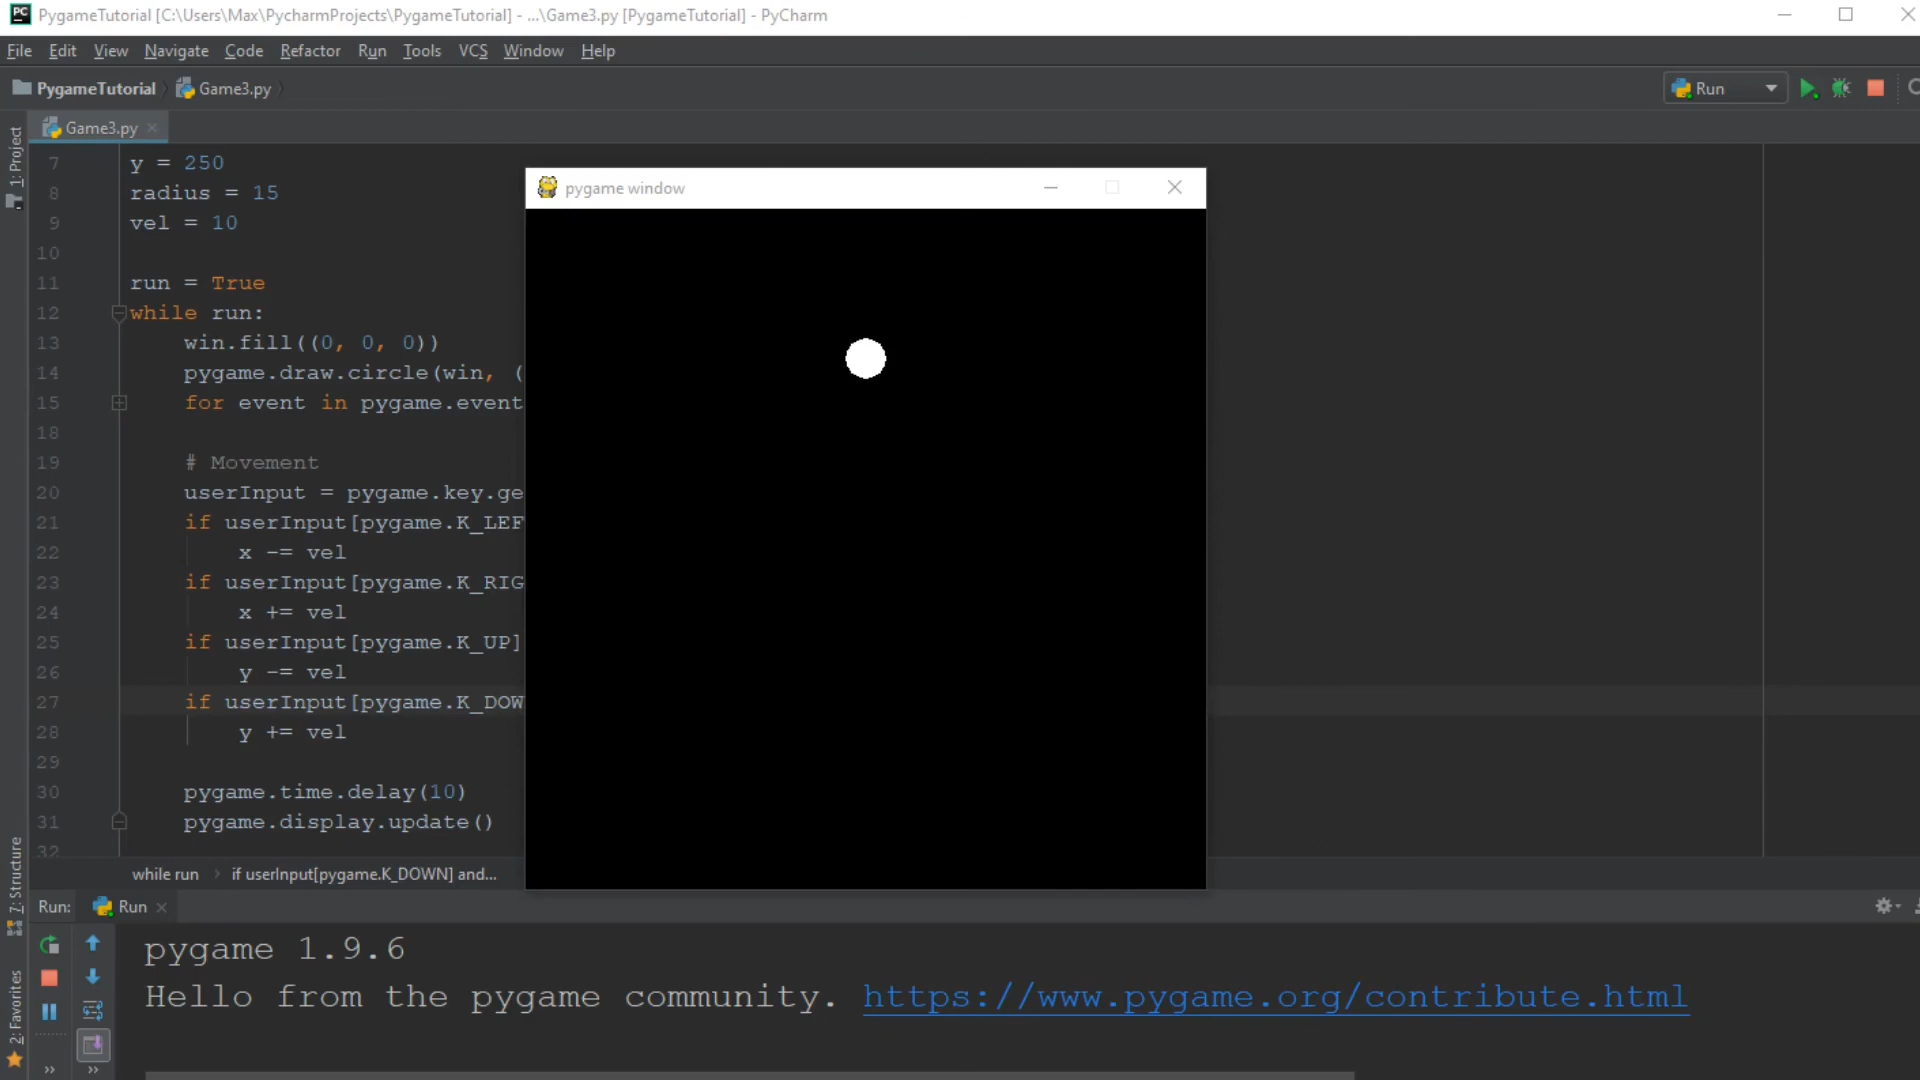 PygameTutorial [C:\Users\Max\PycharmProjects\PygameTutorial] - ...\Game3.py [PygameTutorial] - PyCharm
File Edit View Navigate Code Refactor Run Tools VCS Window Help
PygameTutorial Game3.py Run
Game3.py
1: Project
7 y = 250
pygame window
8 radius = 15
9 vel = 10
10
11 run = True
12 while run:
13 win.fill((0, 0, 0))
14 pygame.draw.circle(win, (
15 for event in pygame.event
18
19 # Movement
20 userInput = pygame.key.ge
21 if userInput[pygame.K_LEF
22 x -= vel
23 if userInput[pygame.K_RIG
24 x += vel
25 if userInput[pygame.K_UP]
26 y -= vel
27 if userInput[pygame.K_DOW
28 y += vel
29
30 pygame.time.delay(10)
31 pygame.display.update()
32
7: Structure
while run › if userInput[pygame.K_DOWN] and...
Run: Run
2: Favorites
pygame 1.9.6
Hello from the pygame community. https://www.pygame.org/contribute.html